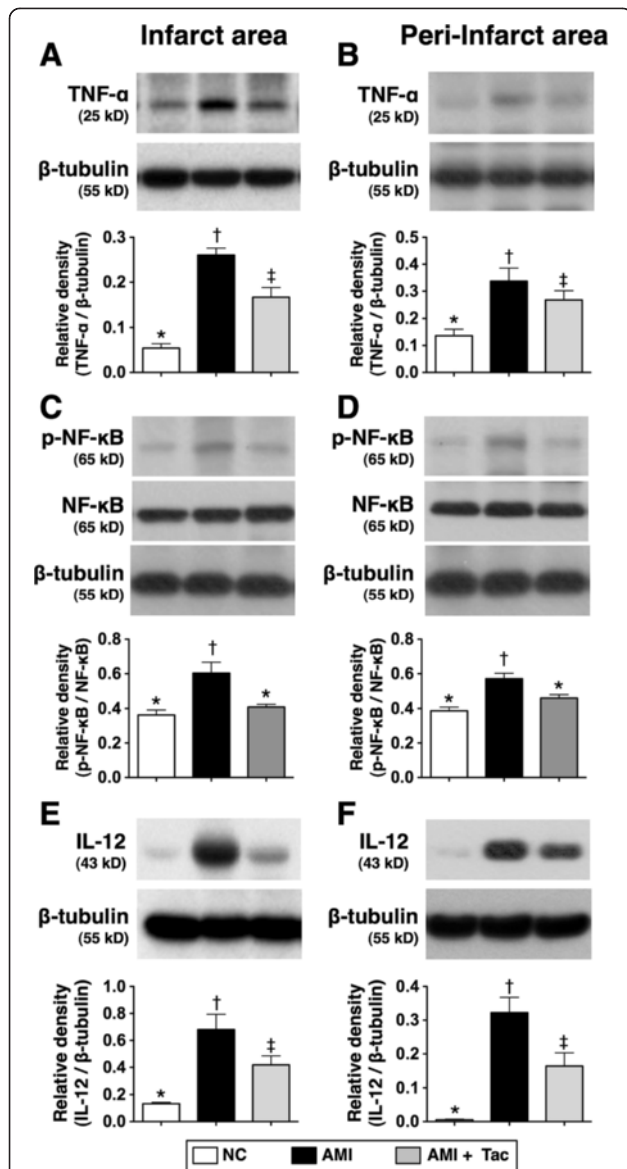 Infarct area
Peri-Infarct area
A
TNF-α
(25 kD)
β-tubulin
(55 kD)
Relative density
(TNF-α / β-tubulin)
0.3
0.2
0.1
0.0
*
†
‡
B
TNF-α
(25 kD)
β-tubulin
(55 kD)
Relative density
(TNF-α / β-tubulin)
0.5
0.4
0.3
0.2
0.1
0.0
*
†
‡
C
p-NF-κB
(65 kD)
NF-κB
(65 kD)
β-tubulin
(55 kD)
Relative density
(p-NF-κB / NF-κB)
0.8
0.6
0.4
0.2
0.0
*
†
*
D
p-NF-κB
(65 kD)
NF-κB
(65 kD)
β-tubulin
(55 kD)
Relative density
(p-NF-κB / NF-κB)
0.8
0.6
0.4
0.2
0.0
*
†
*
E
IL-12
(43 kD)
β-tubulin
(55 kD)
Relative density
(IL-12 / β-tubulin)
1.0
0.8
0.6
0.4
0.2
0.0
*
†
‡
F
IL-12
(43 kD)
β-tubulin
(55 kD)
Relative density
(IL-12 / β-tubulin)
0.4
0.3
0.2
0.1
0.0
*
†
‡
NC
AMI
AMI + Tac